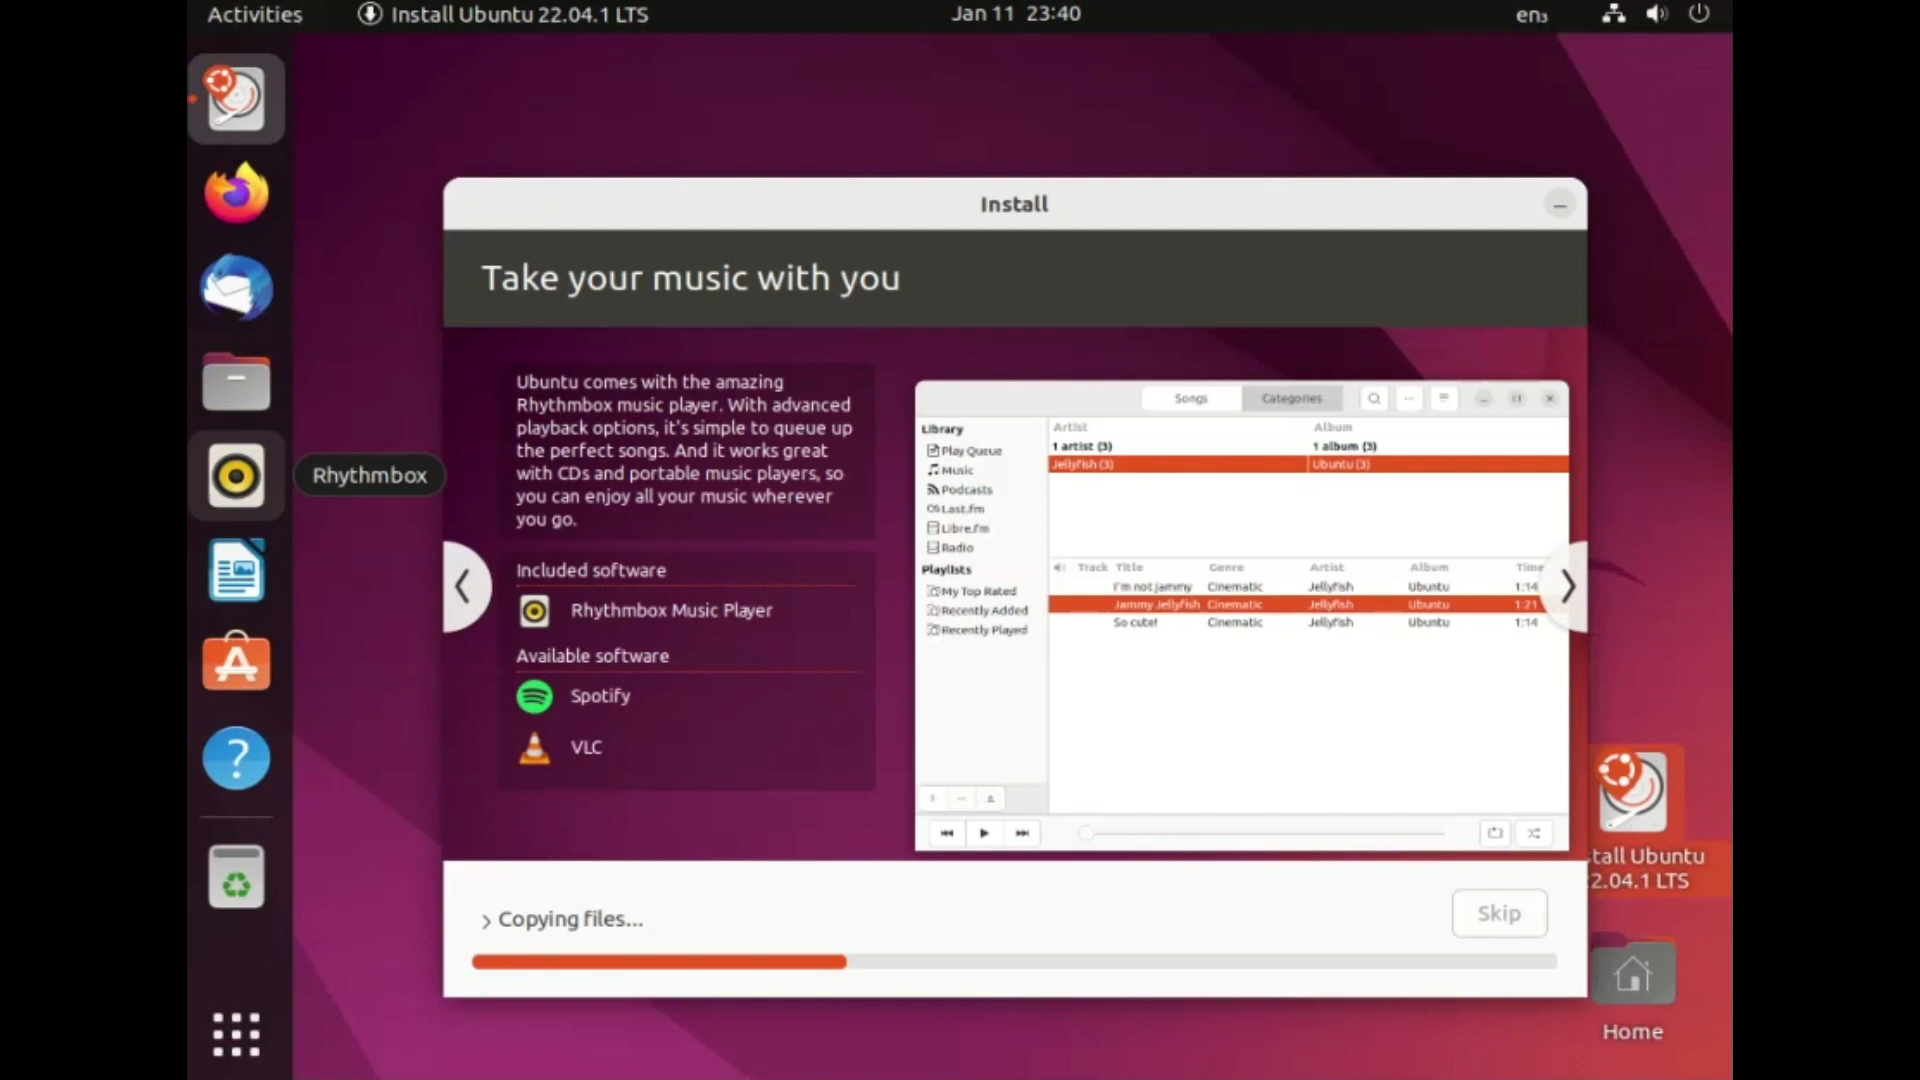 Activities
Install Ubuntu 22.04.1 LTS
Jan 11 23:40
en₃
Install
Take your music with you
Ubuntu comes with the amazing
Rhythmbox music player. With advanced
playback options, it's simple to queue up
the perfect songs. And it works great
with CDs and portable music players, so
you can enjoy all your music wherever
you go.
Included software
Rhythmbox Music Player
Available software
Spotify
VLC
Rhythmbox
Songs
Categories
Library
Play Queue
Music
Podcasts
Last.fm
Libre.fm
Radio
Playlists
My Top Rated
Recently Added
Recently Played
Artist Album
1 artist (3) 1 album (3)
Jellyfish (3) Ubuntu (3)
Track Title Genre Artist Album Time
I'm not jammy Cinematic Jellyfish Ubuntu 1:14
Jammy Jellyfish Cinematic Jellyfish Ubuntu 1:21
So cute! Cinematic Jellyfish Ubuntu 1:14
Copying files...
Skip
stall Ubuntu
2.04.1 LTS
Home